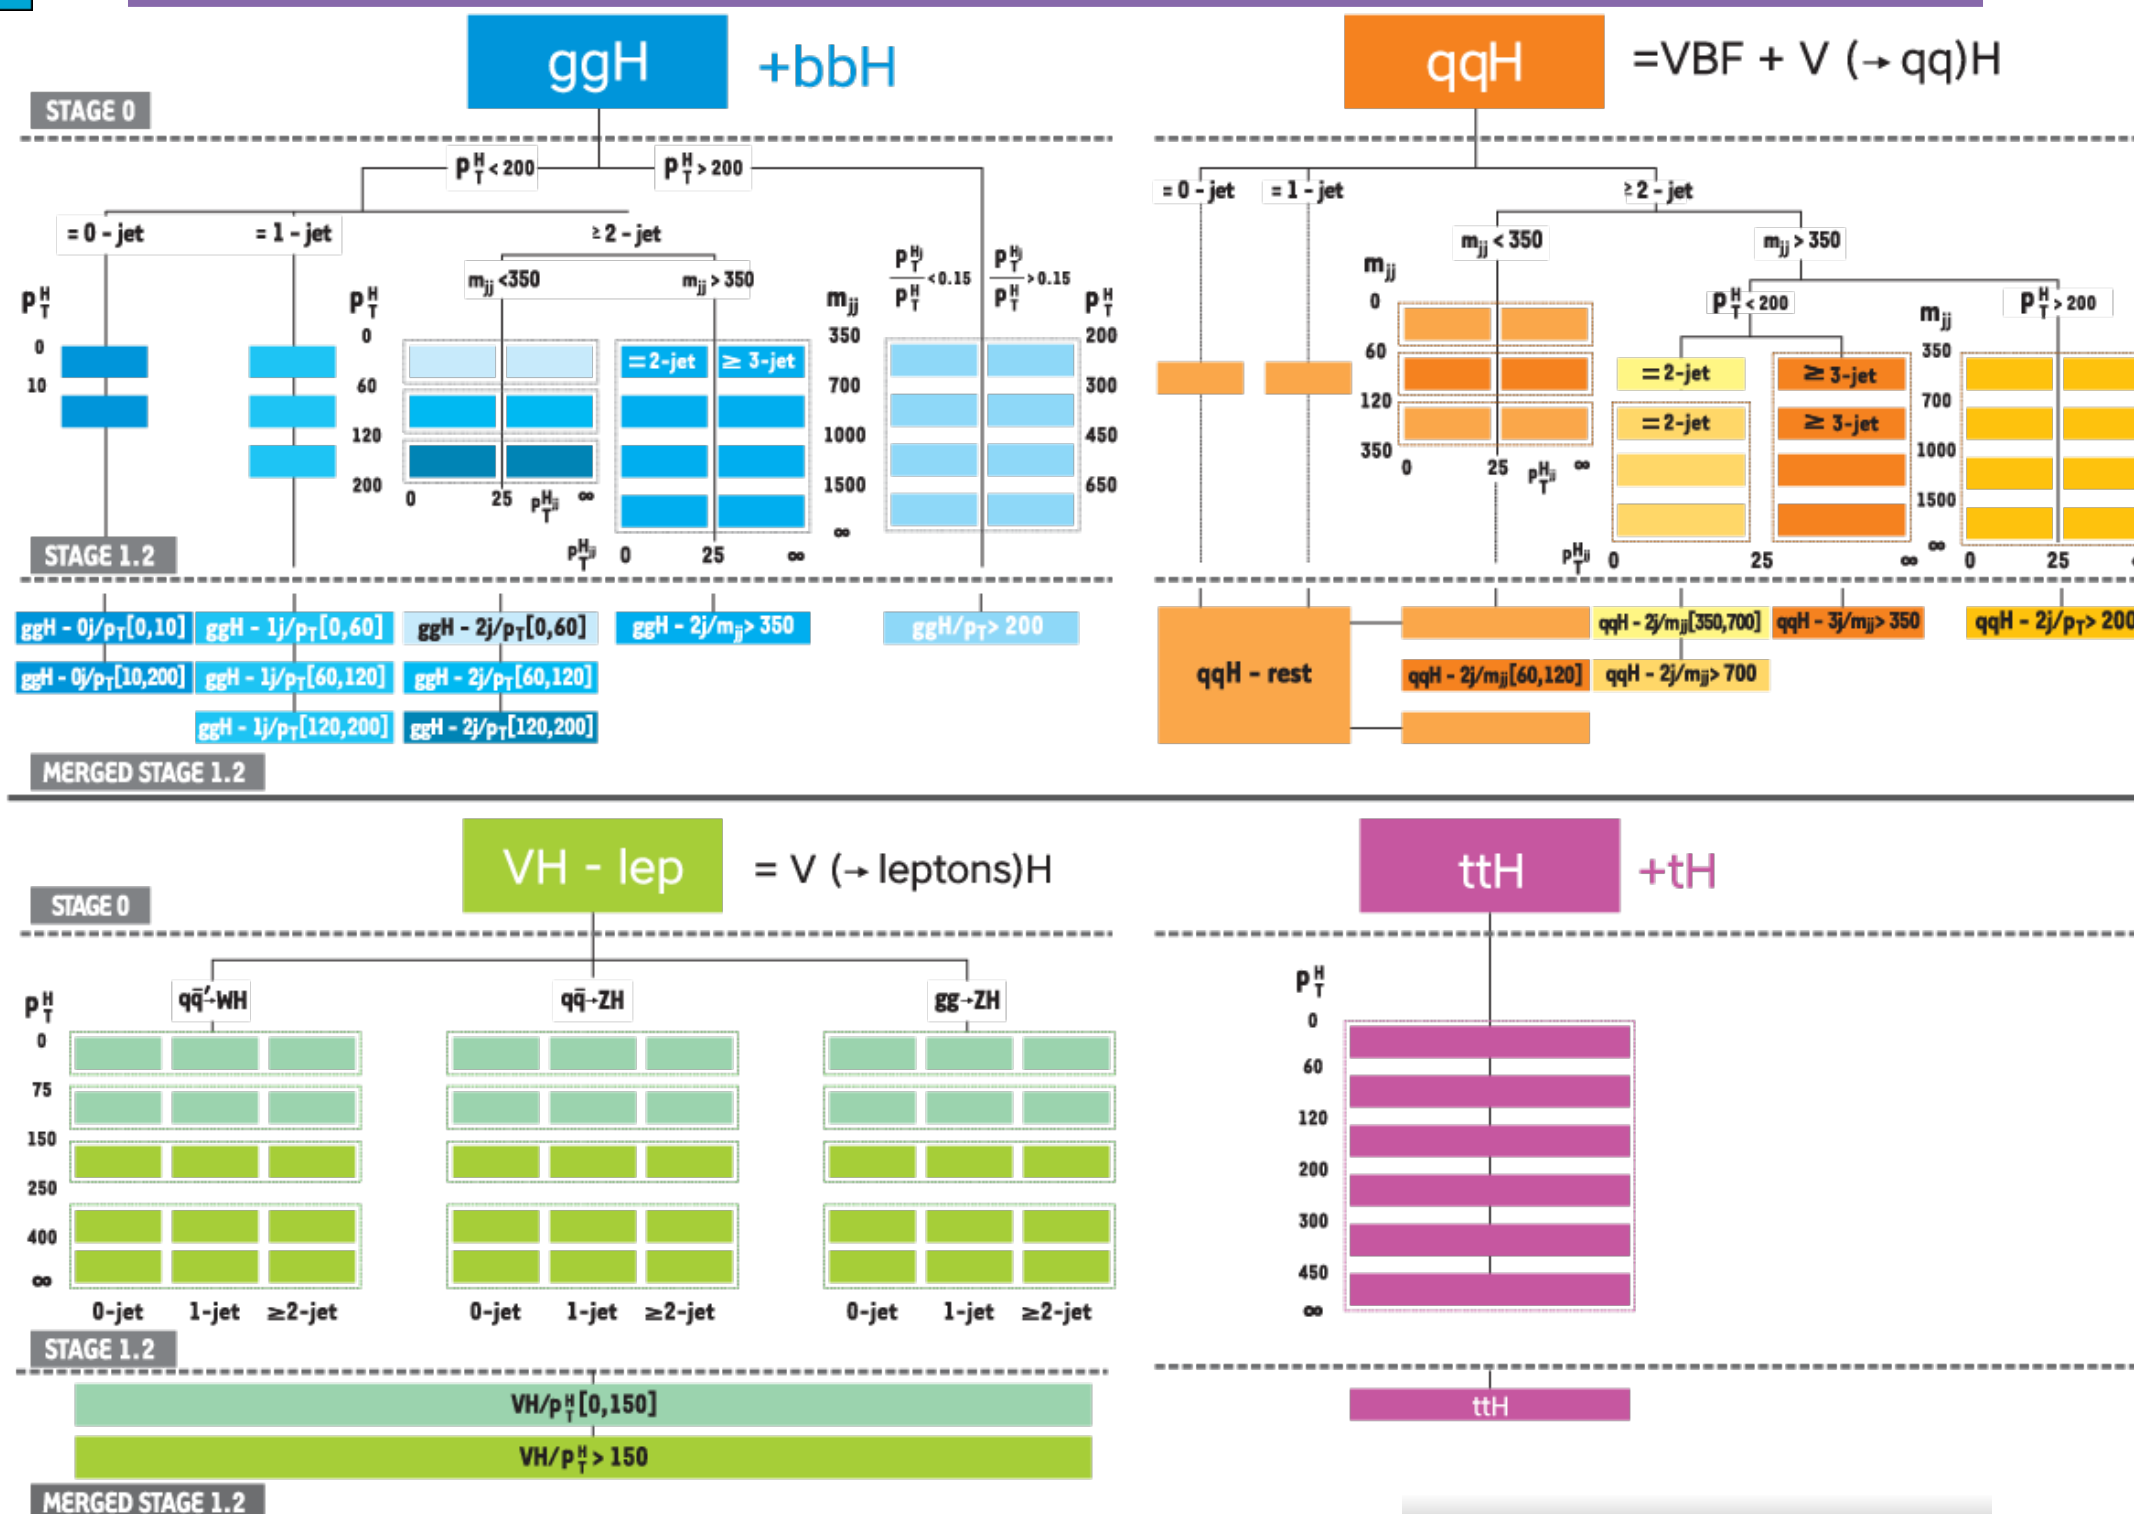 ggH +bbH
STAGE 0
p_T^H < 200
p_T^H > 200
= 0 - jet
= 1 - jet
≥ 2 - jet
m_jj <350
m_jj > 350
p_T^Hj / p_T^H < 0.15
p_T^Hj / p_T^H > 0.15
p_T^H
0
10
p_T^H
0
60
120
200
0 25 p_T^Hjj ∞
=2-jet ≥ 3-jet
m_jj
350
700
1000
1500
∞
p_T^Hjj 0 25 ∞
p_T^H
200
300
450
650
STAGE 1.2
ggH - 0j/p_T[0,10] ggH - 1j/p_T[0,60] ggH - 2j/p_T[0,60] ggH - 2j/m_jj> 350 ggH/p_T> 200
ggH - 0j/p_T[10,200] ggH - 1j/p_T[60,120] ggH - 2j/p_T[60,120]
ggH - 1j/p_T[120,200] ggH - 2j/p_T[120,200]
MERGED STAGE 1.2
qqH =VBF + V (→ qq)H
= 0 - jet
= 1 - jet
≥ 2 - jet
m_jj < 350
m_jj > 350
m_jj
0
60
120
350
0 25 p_T^Hjj ∞
p_T^H < 200
p_T^H > 200
=2-jet ≥ 3-jet
=2-jet ≥ 3-jet
m_jj
350
700
1000
1500
∞
p_T^Hjj 0 25 ∞
0 25
qqH - rest
qqH - 2j/m_jj[350,700] qqH - 3j/m_jj> 350 qqH - 2j/p_T> 200
qqH - 2j/m_jj[60,120] qqH - 2j/m_jj> 700
VH - lep = V (→ leptons)H
STAGE 0
qq̄′→WH
qq̄→ZH
gg→ZH
p_T^H
0
75
150
250
400
∞
0-jet 1-jet ≥2-jet
0-jet 1-jet ≥2-jet
0-jet 1-jet ≥2-jet
STAGE 1.2
VH/p_T^H [0,150]
VH/p_T^H > 150
MERGED STAGE 1.2
ttH +tH
p_T^H
0
60
120
200
300
450
∞
ttH